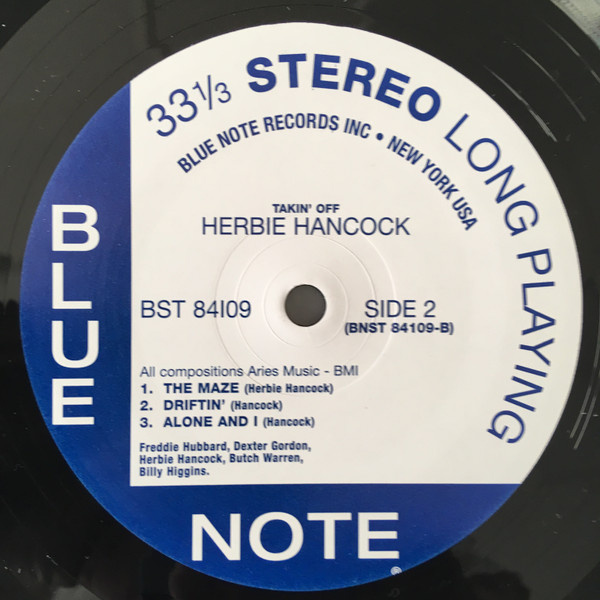 33⅓ STEREO LONG PLAYING
BLUE NOTE RECORDS INC • NEW YORK USA
TAKIN' OFF
HERBIE HANCOCK
BST 84I09
SIDE 2
(BNST 84109-B)
All compositions Aries Music - BMI
1. THE MAZE (Herbie Hancock)
2. DRIFTIN' (Hancock)
3. ALONE AND I (Hancock)
Freddie Hubbard, Dexter Gordon,
Herbie Hancock, Butch Warren,
Billy Higgins.
BLUE
NOTE
®